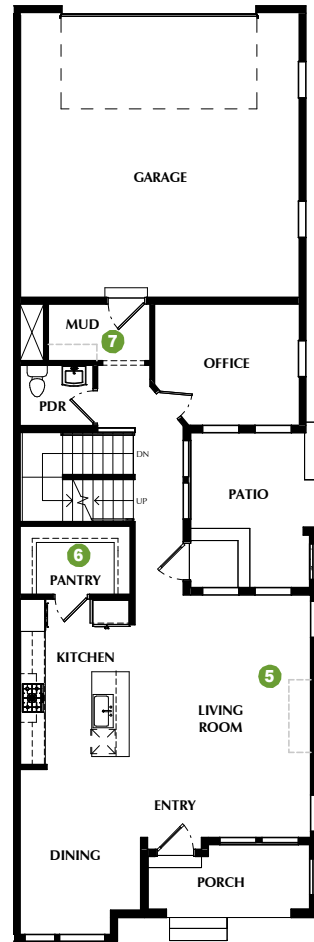 GARAGE
MUD
7
OFFICE
PDR
DN
UP
PATIO
6
PANTRY
KITCHEN
5
LIVING
ROOM
ENTRY
DINING
PORCH